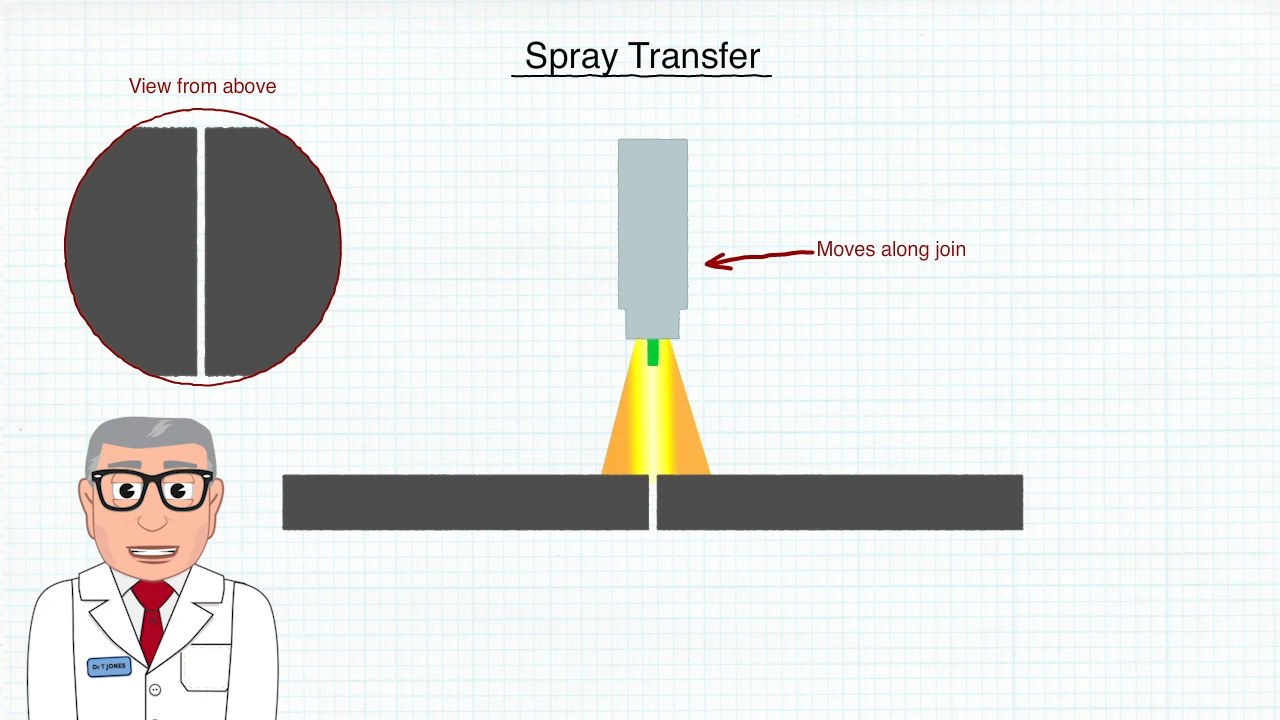 Spray Transfer
View from above
Moves along join
Dr T JONES